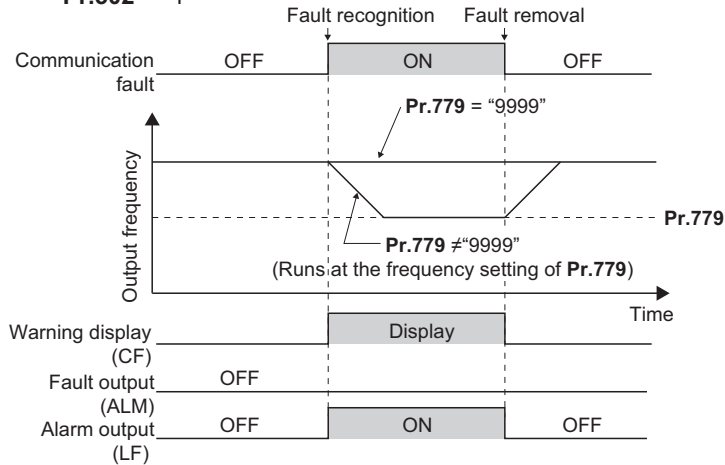 Fault recognition Fault removal
Communication fault OFF ON OFF
Pr.779 = "9999"
Output frequency
Pr.779
Pr.779 ≠"9999"
(Runs at the frequency setting of Pr.779)
Time
Warning display (CF) Display
Fault output (ALM) OFF
Alarm output (LF) OFF ON OFF